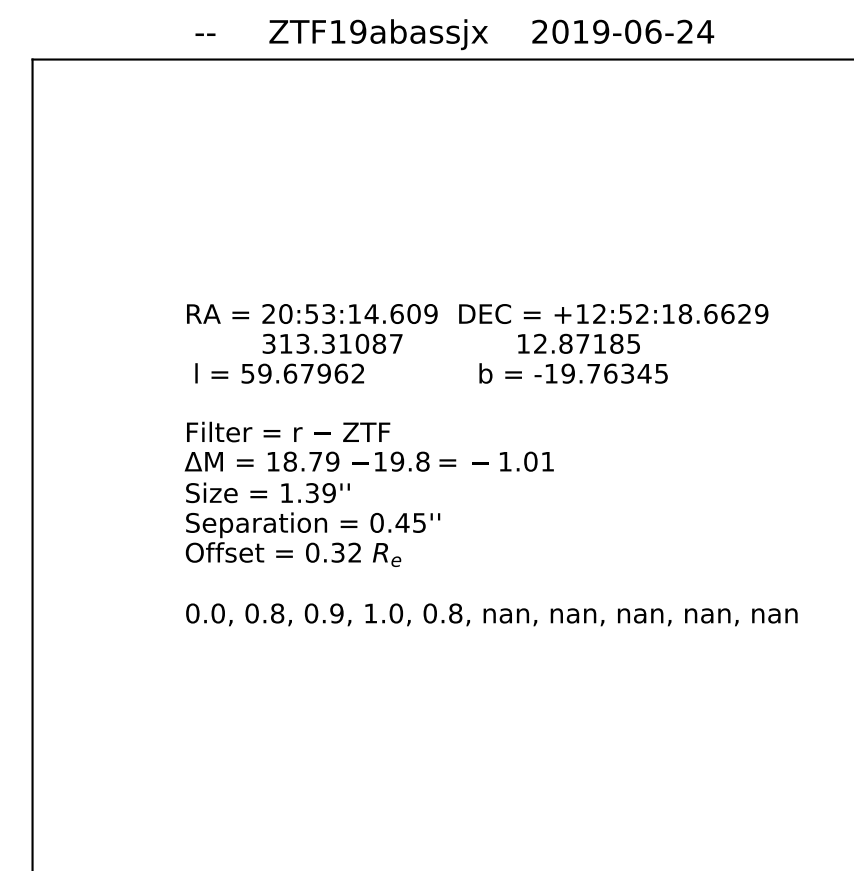 -- ZTF19abassjx 2019-06-24
RA = 20:53:14.609 DEC = +12:52:18.6629
313.31087 12.87185
l = 59.67962 b = -19.76345
Filter = r − ZTF
ΔM = 18.79 −19.8 = − 1.01
Size = 1.39''
Separation = 0.45''
Offset = 0.32 Re
0.0, 0.8, 0.9, 1.0, 0.8, nan, nan, nan, nan, nan